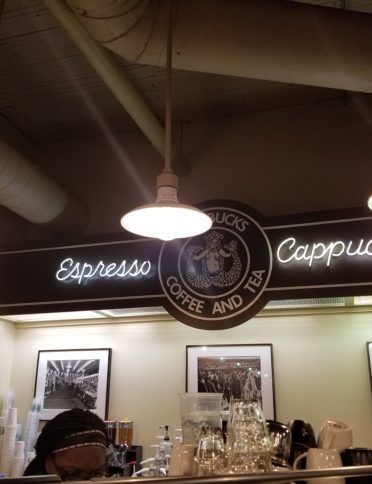 Espresso
BUCKS
COFFEE AND TEA
Cappuc